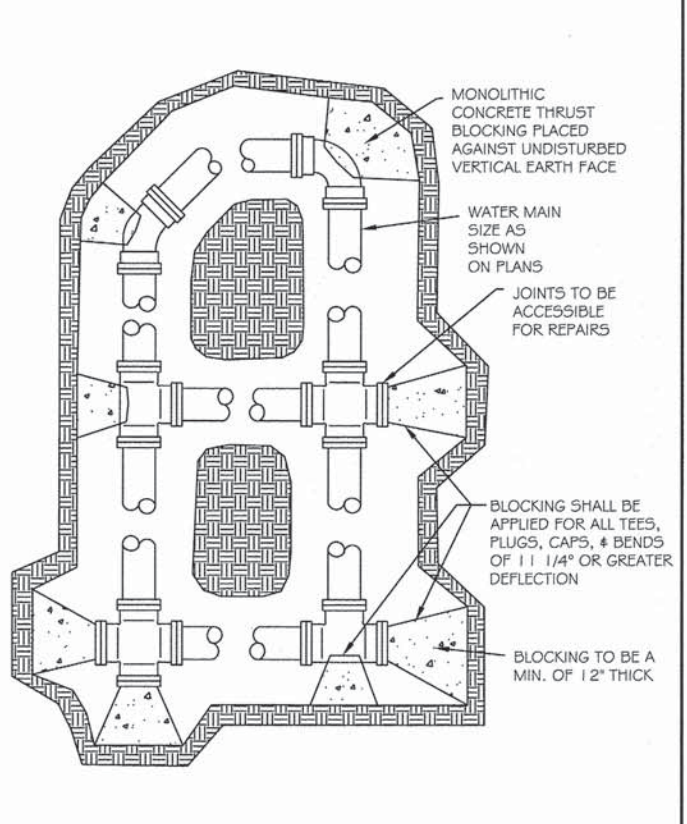 MONOLITHIC
CONCRETE THRUST
BLOCKING PLACED
AGAINST UNDISTURBED
VERTICAL EARTH FACE
WATER MAIN
SIZE AS
SHOWN
ON PLANS
JOINTS TO BE
ACCESSIBLE
FOR REPAIRS
BLOCKING SHALL BE
APPLIED FOR ALL TEES,
PLUGS, CAPS, & BENDS
OF 11 1/4° OR GREATER
DEFLECTION
BLOCKING TO BE A
MIN. OF 12" THICK